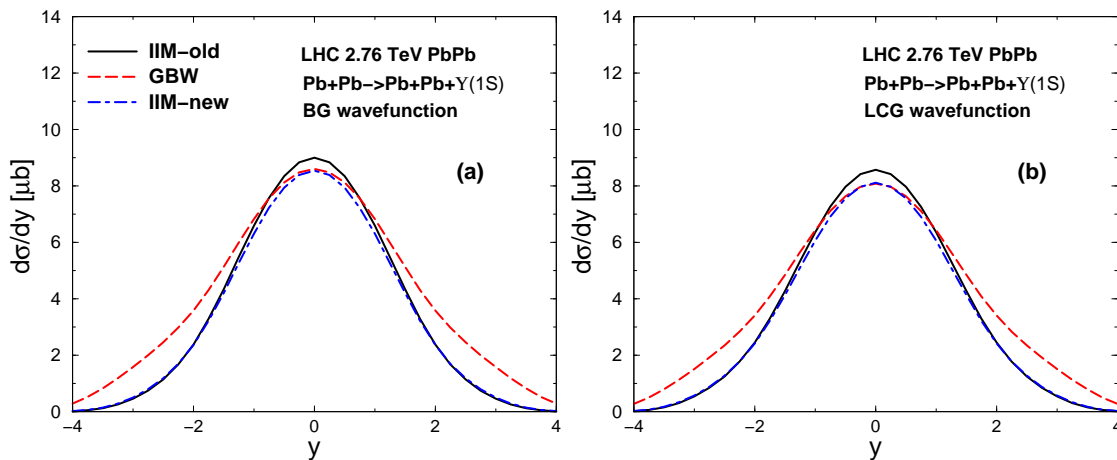 14
12
10
8
6
4
2
0
dσ/dy [μb]
IIM−old
GBW
IIM−new
LHC 2.76 TeV PbPb
Pb+Pb−>Pb+Pb+Υ(1S)
BG wavefunction
(a)
−4
−2
0
2
4
y
14
12
10
8
6
4
2
0
dσ/dy [μb]
LHC 2.76 TeV PbPb
Pb+Pb−>Pb+Pb+Υ(1S)
LCG wavefunction
(b)
−4
−2
0
2
4
y